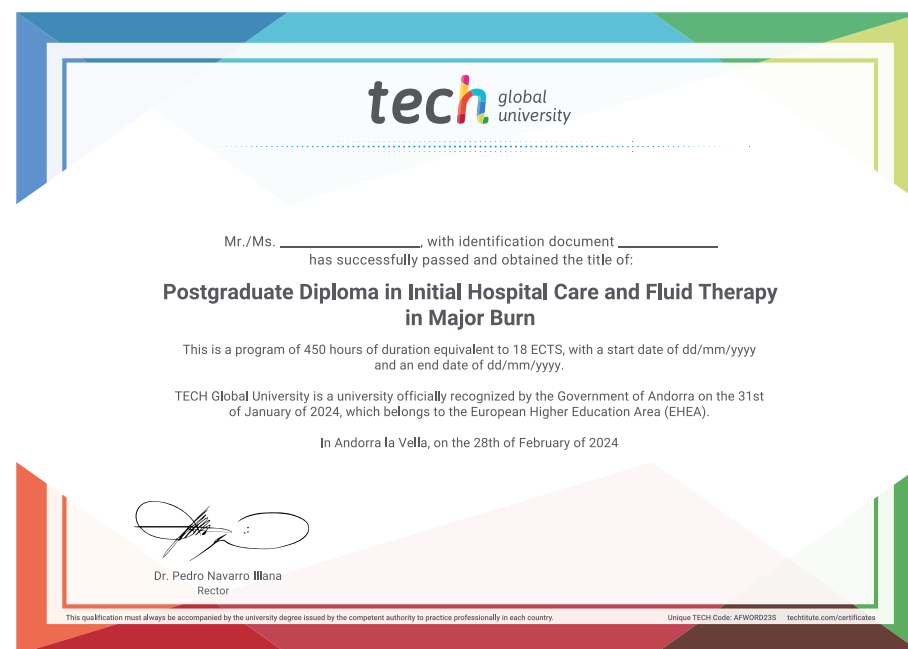 tech global university
Mr./Ms. ____________________, with identification document ______________
has successfully passed and obtained the title of:
Postgraduate Diploma in Initial Hospital Care and Fluid Therapy
in Major Burn
This is a program of 450 hours of duration equivalent to 18 ECTS, with a start date of dd/mm/yyyy
and an end date of dd/mm/yyyy.
TECH Global University is a university officially recognized by the Government of Andorra on the 31st
of January of 2024, which belongs to the European Higher Education Area (EHEA).
In Andorra la Vella, on the 28th of February of 2024
Dr. Pedro Navarro Illana
Rector
This qualification must always be accompanied by the university degree issued by the competent authority to practice professionally in each country.
Unique TECH Code: AFWORD23S techtitute.com/certificates